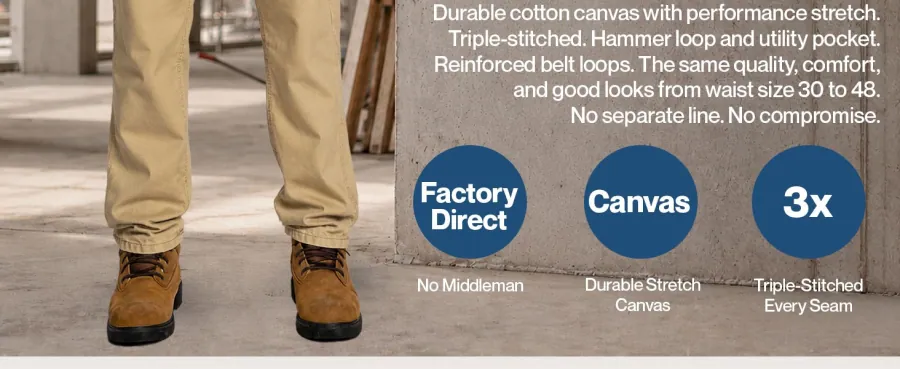 Durable cotton canvas with performance stretch.
Triple-stitched. Hammer loop and utility pocket.
Reinforced belt loops. The same quality, comfort,
and good looks from waist size 30 to 48.
No separate line. No compromise.
Factory
Direct
No Middleman
Canvas
Durable Stretch
Canvas
3x
Triple-Stitched
Every Seam